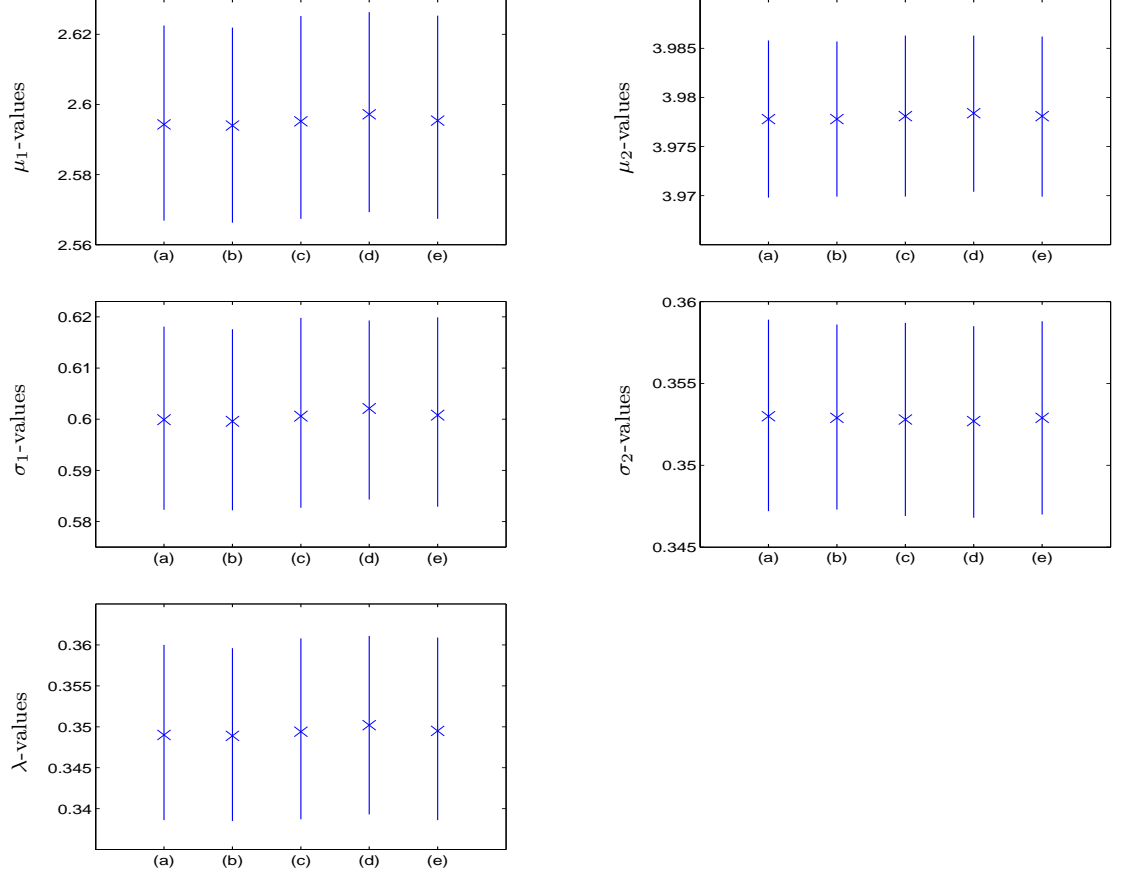 μ1-values
2.62
2.6
2.58
2.56
(a) (b) (c) (d) (e)
μ2-values
3.985
3.98
3.975
3.97
(a) (b) (c) (d) (e)
σ1-values
0.62
0.61
0.6
0.59
0.58
(a) (b) (c) (d) (e)
σ2-values
0.36
0.355
0.35
0.345
(a) (b) (c) (d) (e)
λ-values
0.36
0.355
0.35
0.345
0.34
(a) (b) (c) (d) (e)